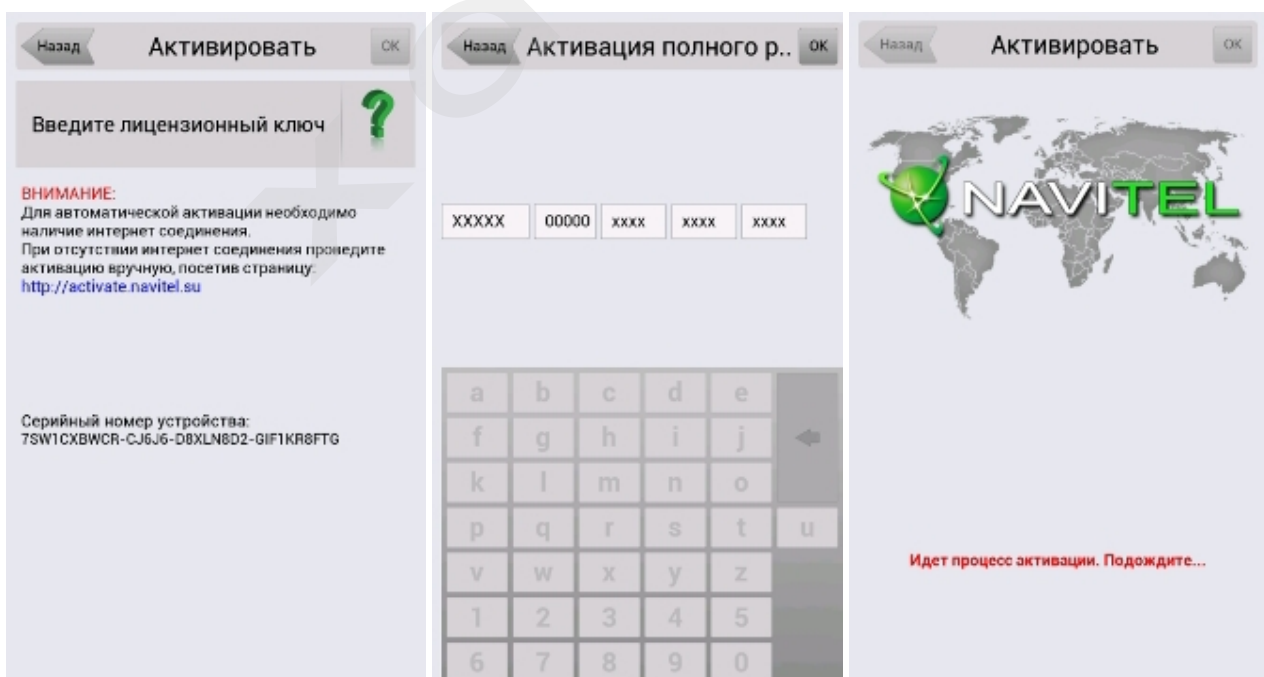 Назад Активировать OK
Введите лицензионный ключ ?
ВНИМАНИЕ:
Для автоматической активации необходимо
наличие интернет соединения.
При отсутствии интернет соединения проведите
активацию вручную, посетив страницу:
http://activate.navitel.su
Серийный номер устройства:
7SW1CXBWCR-CJ6J6-D8XLN8D2-GIF1KR8FTG
Назад Активация полного р.. OK
XXXXX 00000 xxxx xxxx xxxx
a b c d e
f g h i j
k l m n o
p q r s t u
v w x y z
1 2 3 4 5
6 7 8 9 0
Назад Активировать OK
NAVITEL
Идет процесс активации. Подождите...